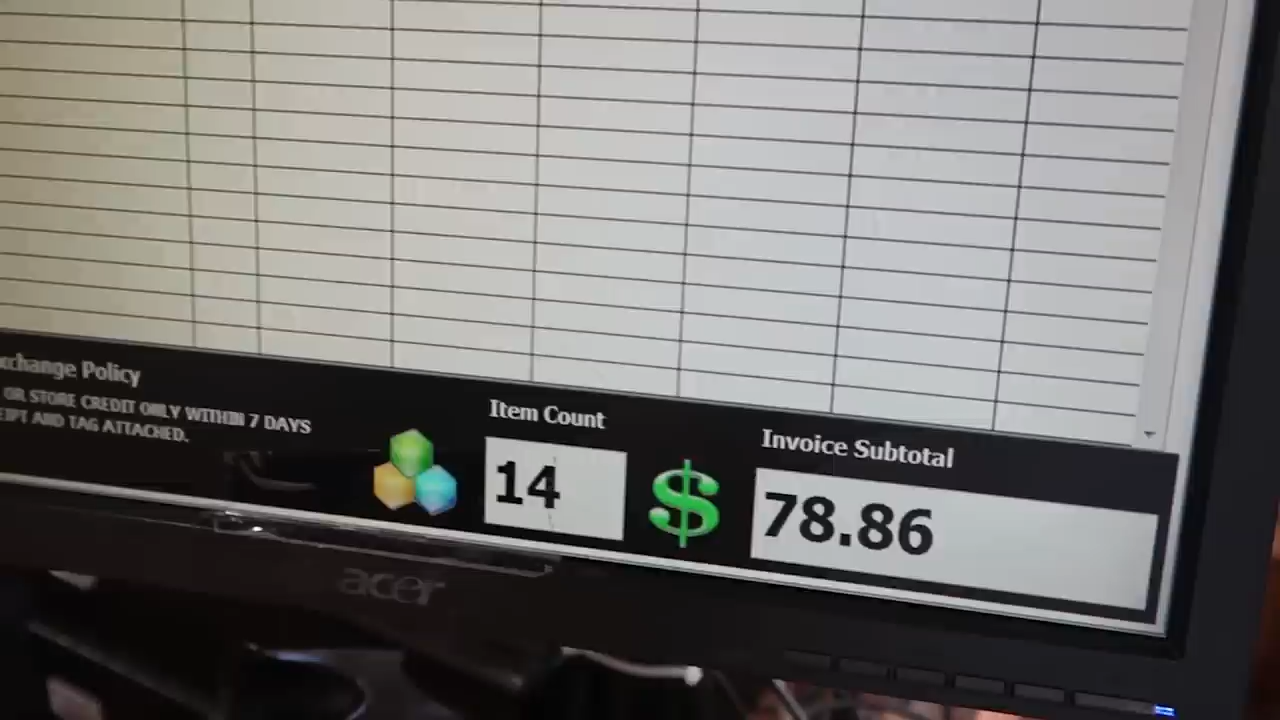 xchange Policy
OR STORE CREDIT ONLY WITHIN 7 DAYS
EIPT AND TAG ATTACHED.
Item Count
14
$
Invoice Subtotal
78.86
acer